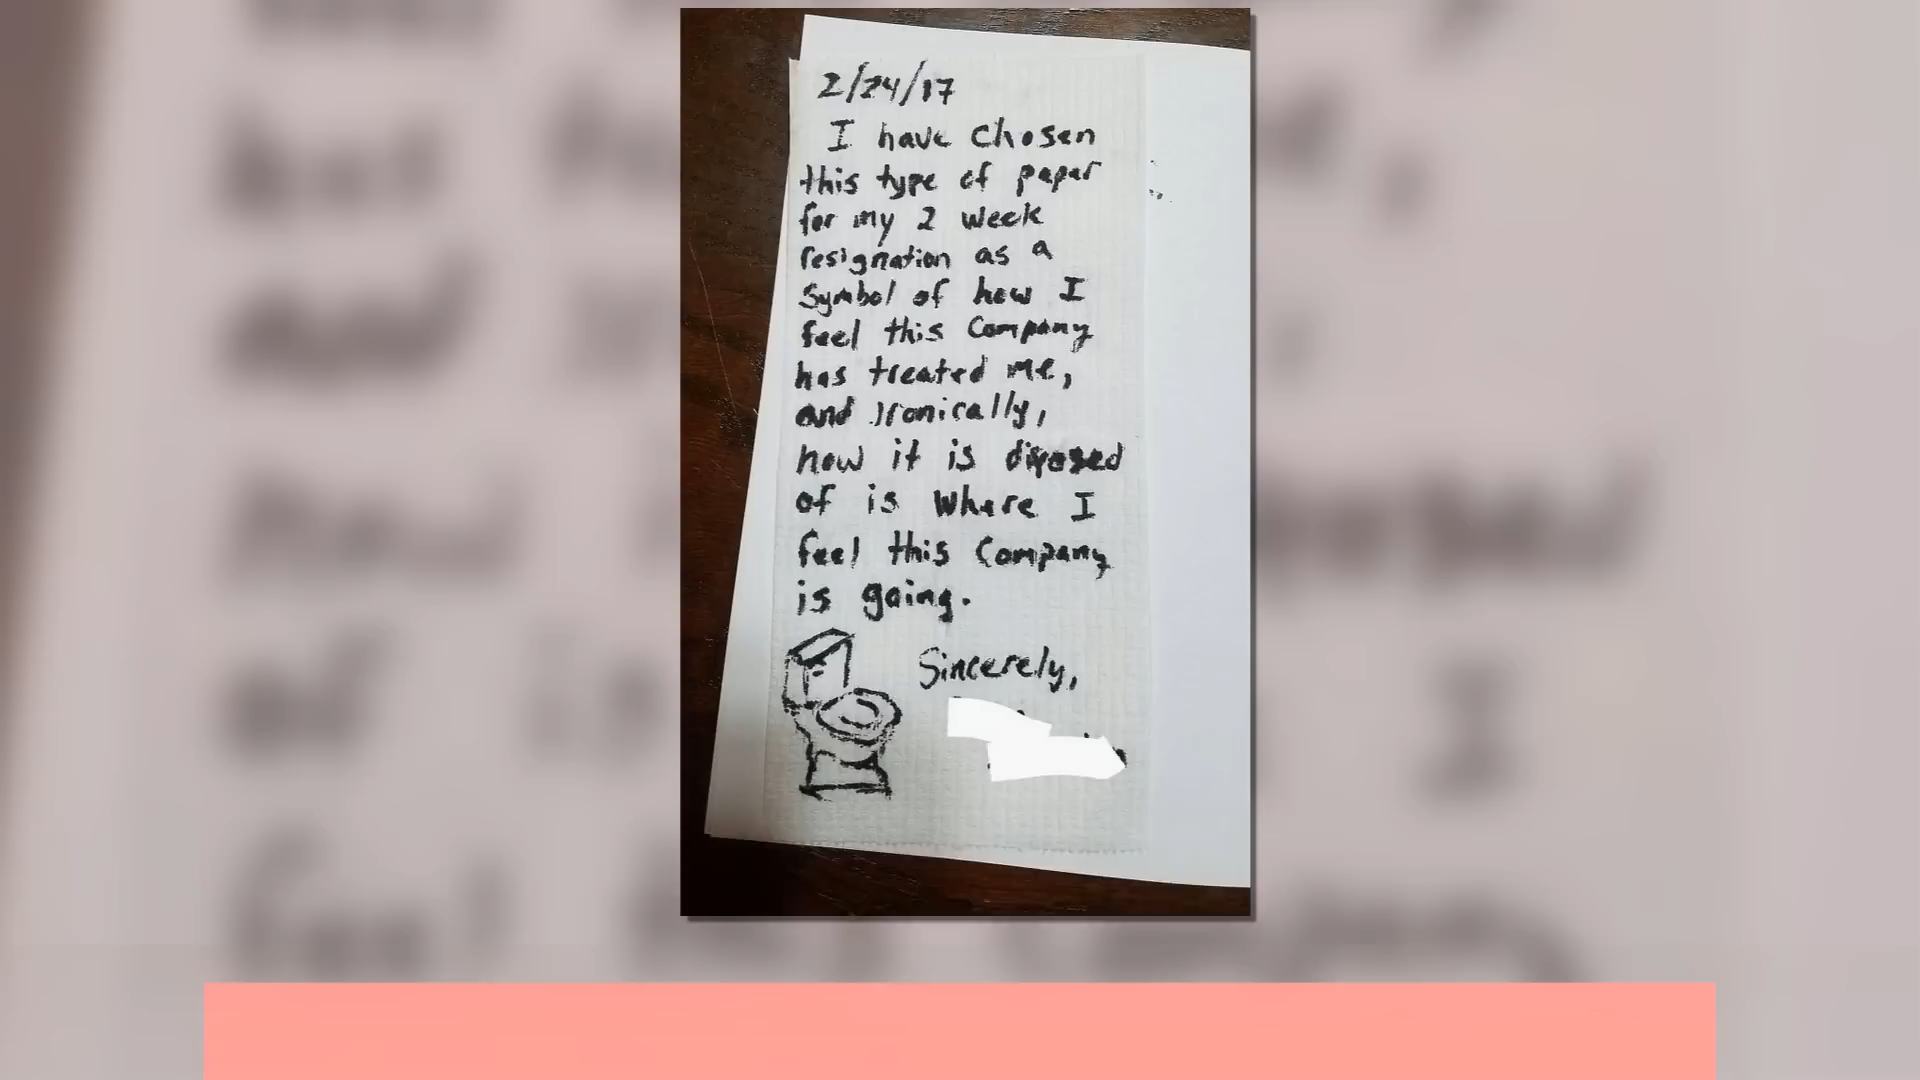 2/24/17
I have chosen
this type of paper
for my 2 week
resignation as a
symbol of how I
feel this company
has treated me,
and ironically,
how it is disposed
of is where I
feel this company
is going.
Sincerely,